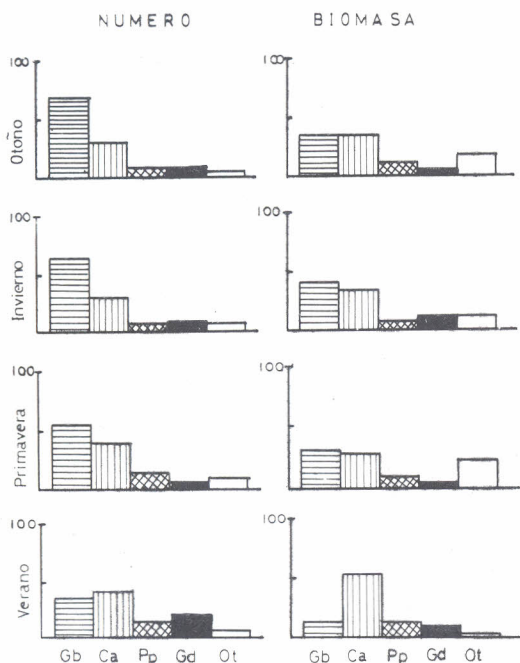 NUMERO BIOMASA
100 100
Otoño
100 100
Invierno
100 100
Primavera
100 100
Verano
Gb Ca Pp Gd Ot Gb Ca Pp Gd Ot